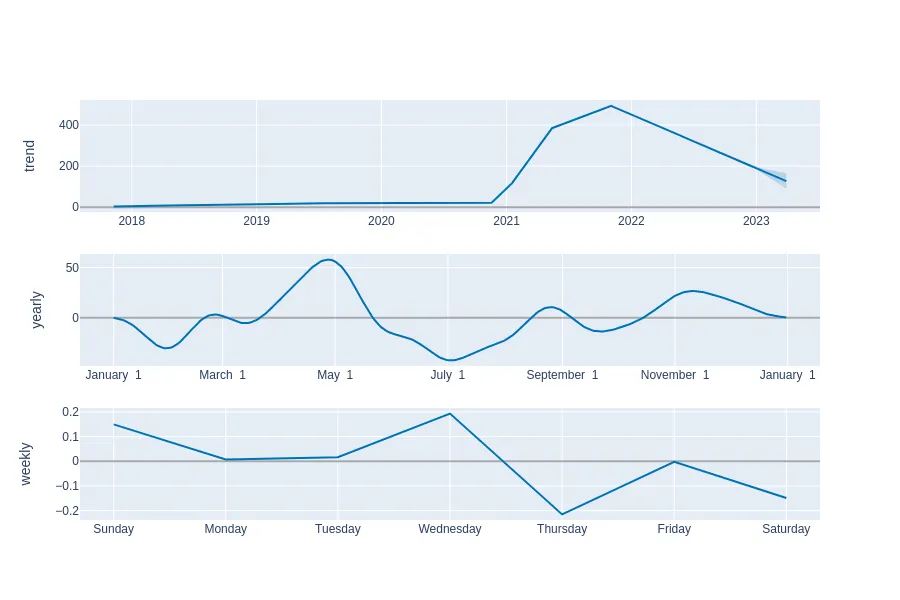 trend
400
200
0
2018 2019 2020 2021 2022 2023
yearly
50
0
January 1 March 1 May 1 July 1 September 1 November 1 January 1
weekly
0.2
0.1
0
−0.1
−0.2
Sunday Monday Tuesday Wednesday Thursday Friday Saturday